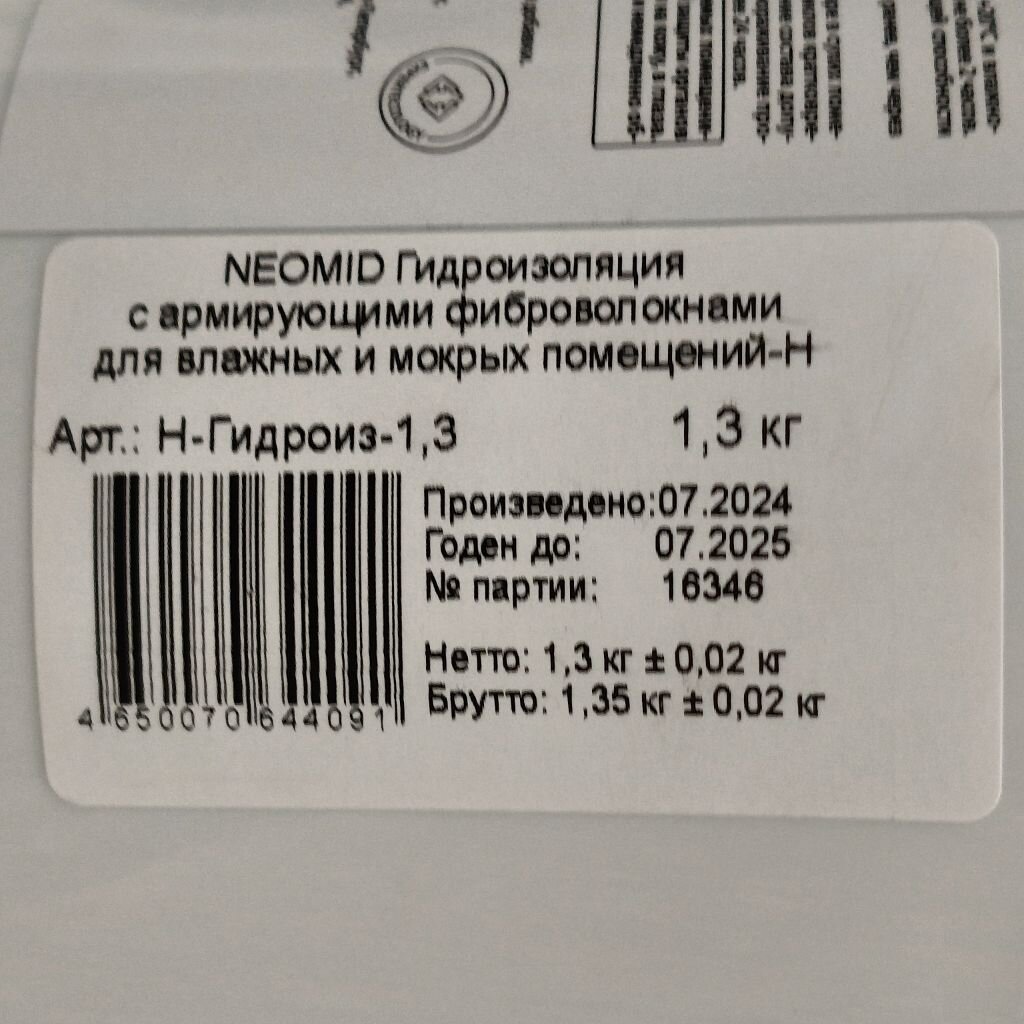 NEOMID Гидроизоляция
с армирующими фиброволокнами
для влажных и мокрых помещений-Н
Арт.: Н-Гидроиз-1,3 1,3 кг
Произведено:07.2024
Годен до: 07.2025
№ партии: 16346
Нетто: 1,3 кг ± 0,02 кг
Брутто: 1,35 кг ± 0,02 кг
4 650070 644091